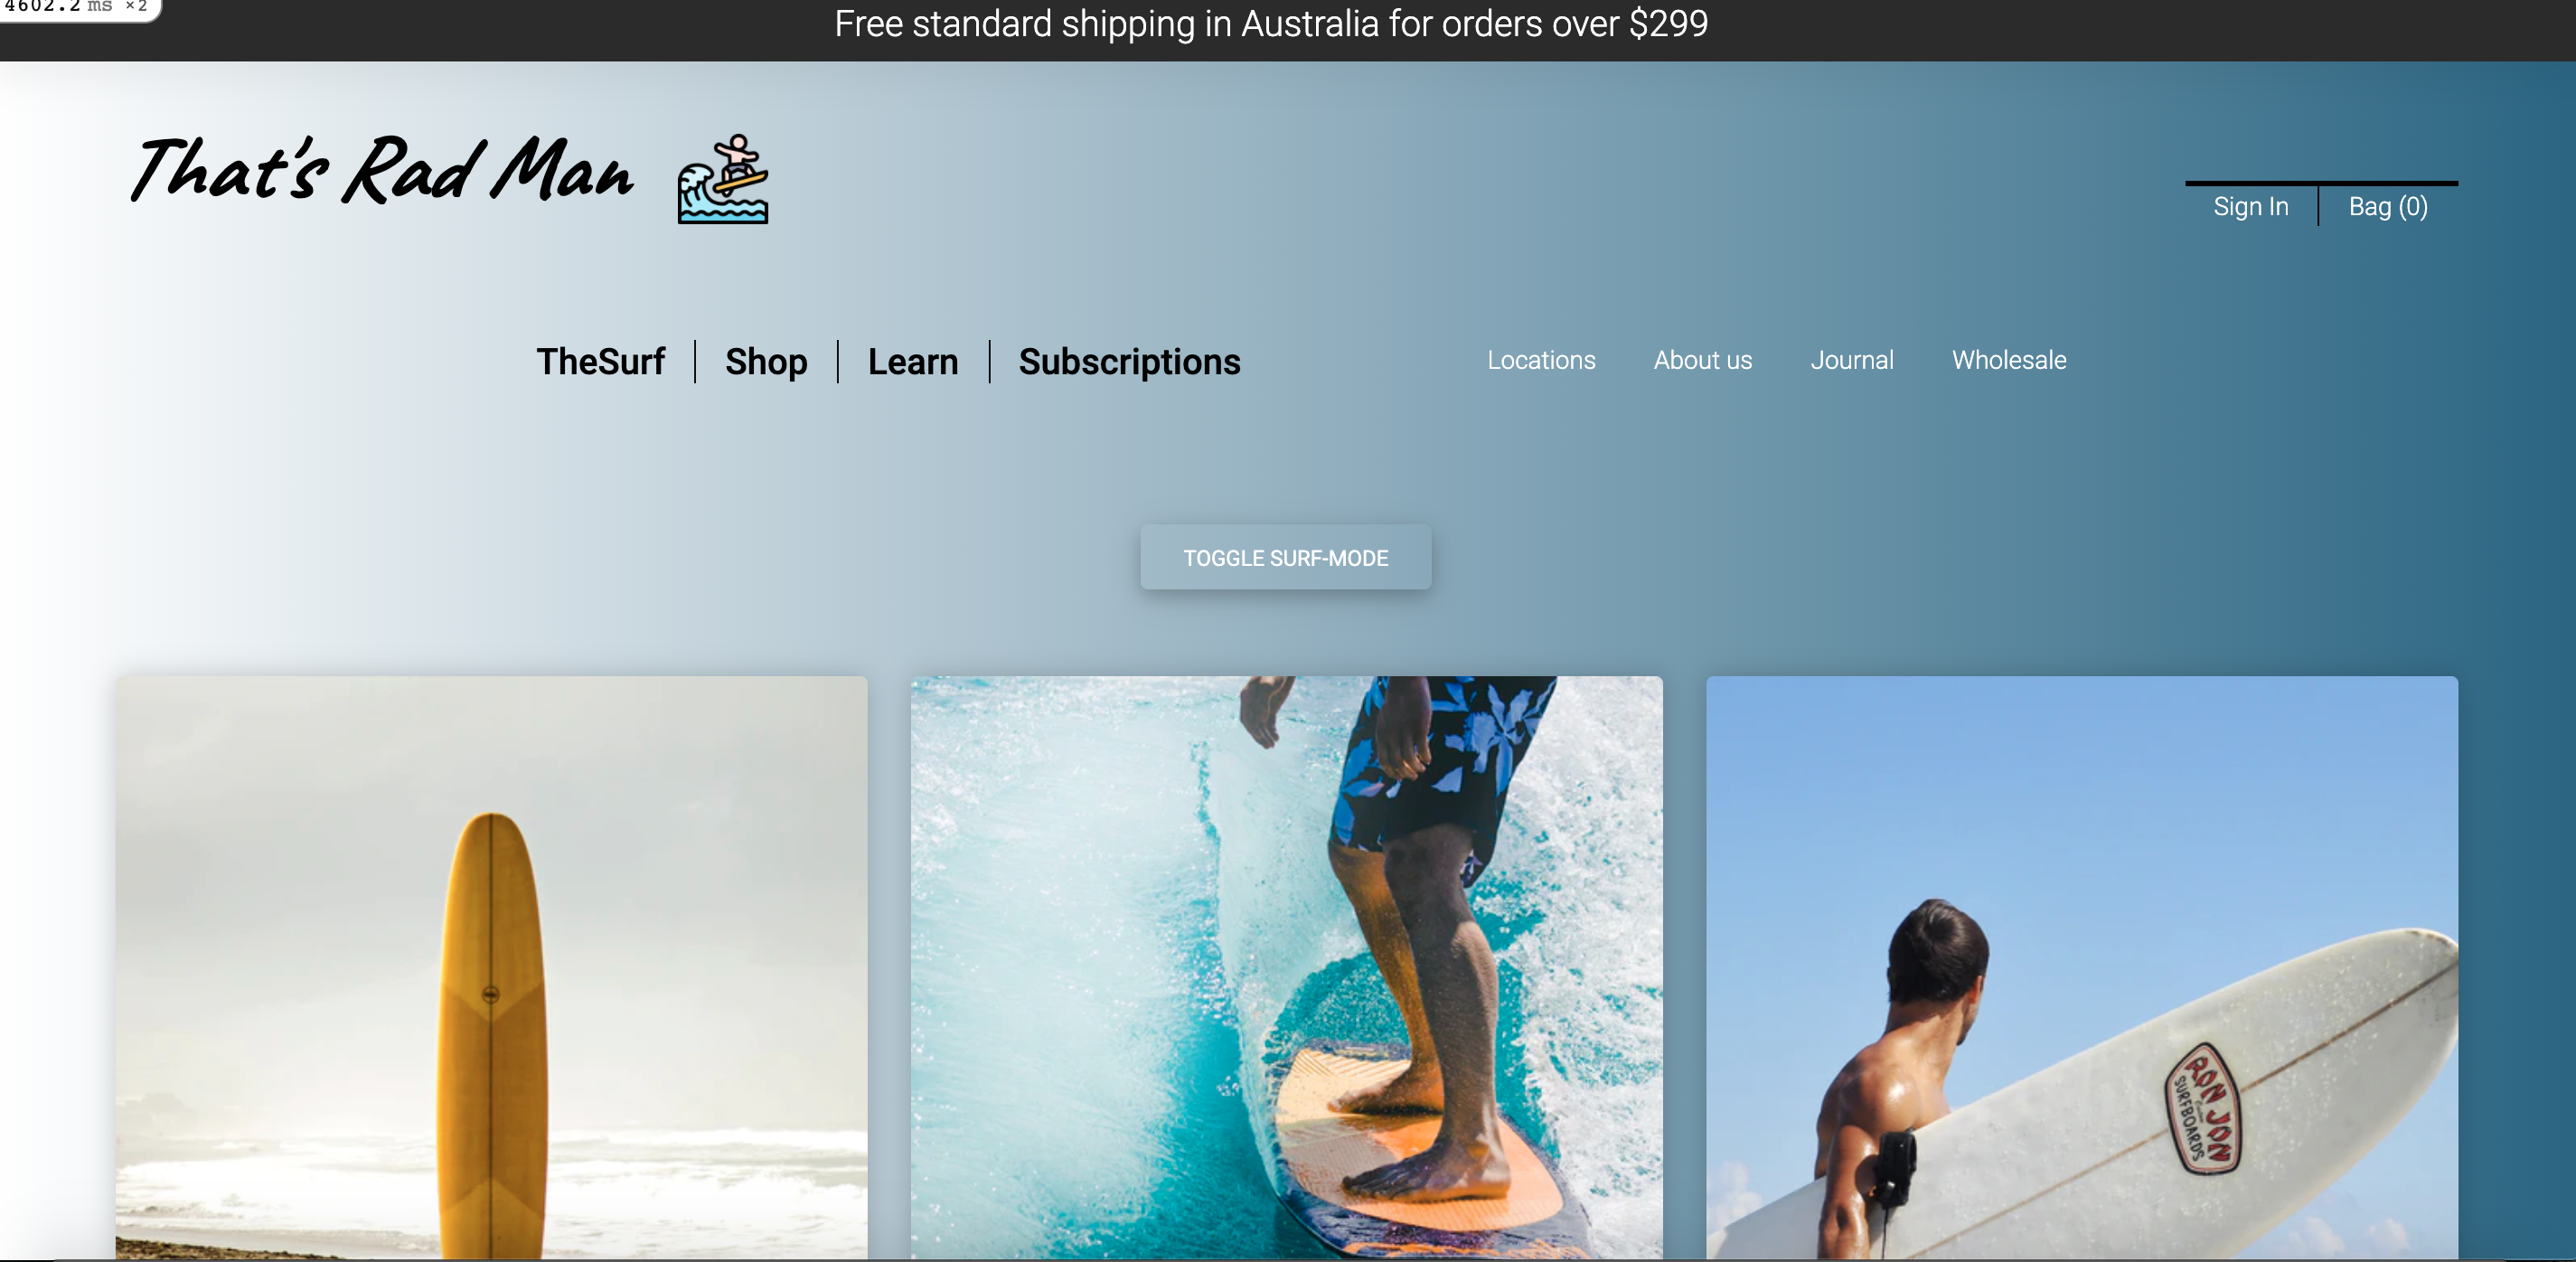 4602.2 ms ×2
Free standard shipping in Australia for orders over $299
That's Rad Man
Sign In
Bag (0)
TheSurf
Shop
Learn
Subscriptions
Locations
About us
Journal
Wholesale
TOGGLE SURF-MODE
RON JON
SURFBOARDS